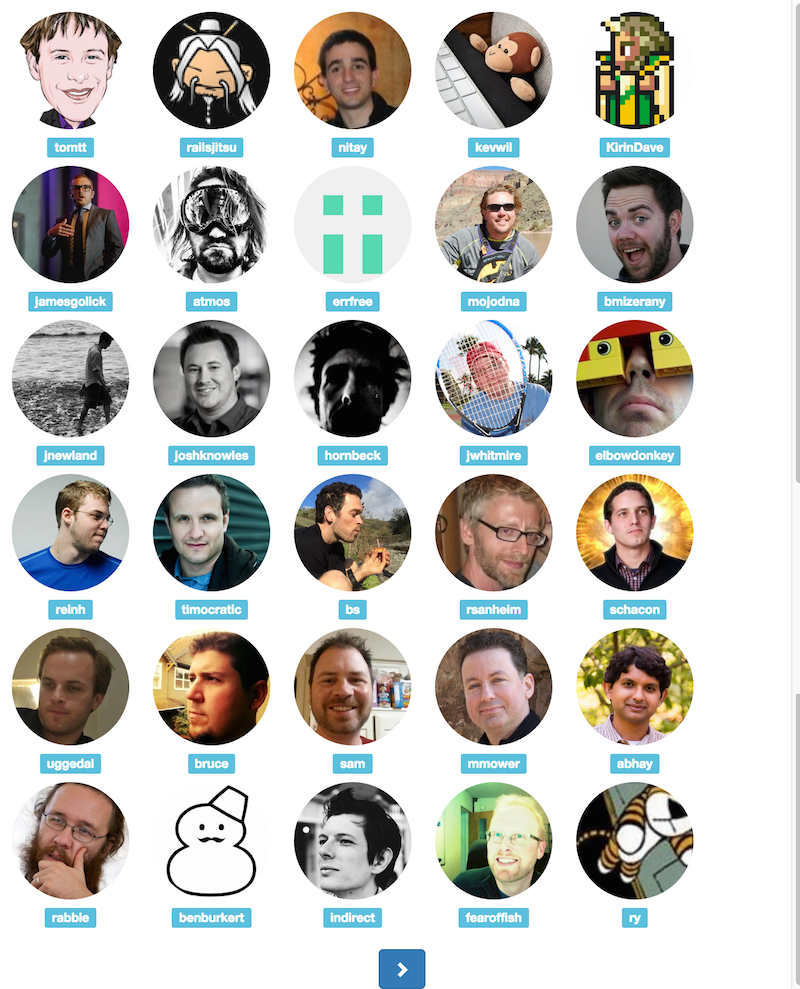 tomtt railsjitsu nitay kevwil KirinDave
jamesgolick atmos errfree mojodna bmizerany
jnewland joshknowles hornbeck jwhitmire elbowdonkey
reinh timocratic bs rsanheim schacon
uggedal bruce sam mmower abhay
rabble benburkert indirect fearoffish ry